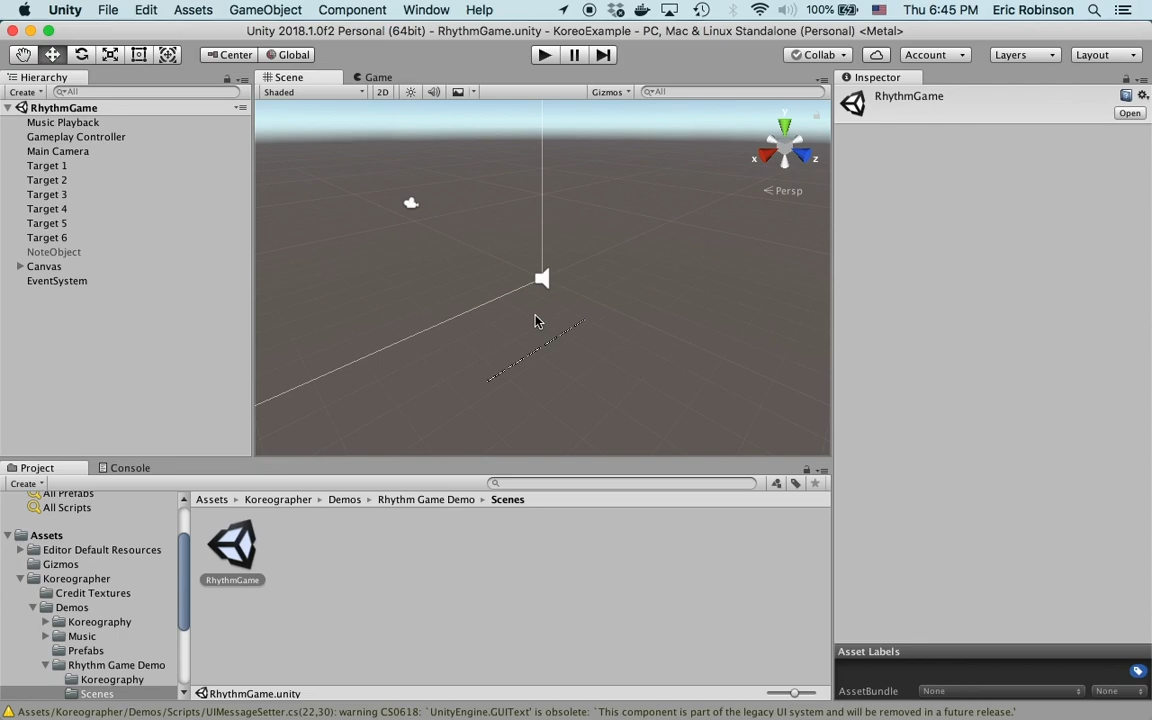 Unity File Edit Assets GameObject Component Window Help 100% Thu 6:45 PM Eric Robinson
Unity 2018.1.0f2 Personal (64bit) - RhythmGame.unity - KoreoExample - PC, Mac & Linux Standalone (Personal) <Metal>
Center Global Collab Account Layers Layout
Hierarchy
Create All
RhythmGame
Music Playback
Gameplay Controller
Main Camera
Target 1
Target 2
Target 3
Target 4
Target 5
Target 6
NoteObject
Canvas
EventSystem
Scene Game
Shaded 2D Gizmos All
y
x z
Persp
Inspector
RhythmGame
Open
Project Console
Create
All Prefabs
All Scripts
Assets
Editor Default Resources
Gizmos
Koreographer
Credit Textures
Demos
Koreography
Music
Prefabs
Rhythm Game Demo
Koreography
Scenes
Assets Koreographer Demos Rhythm Game Demo Scenes
RhythmGame
RhythmGame.unity
Asset Labels
AssetBundle None None
Assets/Koreographer/Demos/Scripts/UIMessageSetter.cs(22,30): warning CS0618: `UnityEngine.GUIText' is obsolete: `This component is part of the legacy UI system and will be removed in a future release.'